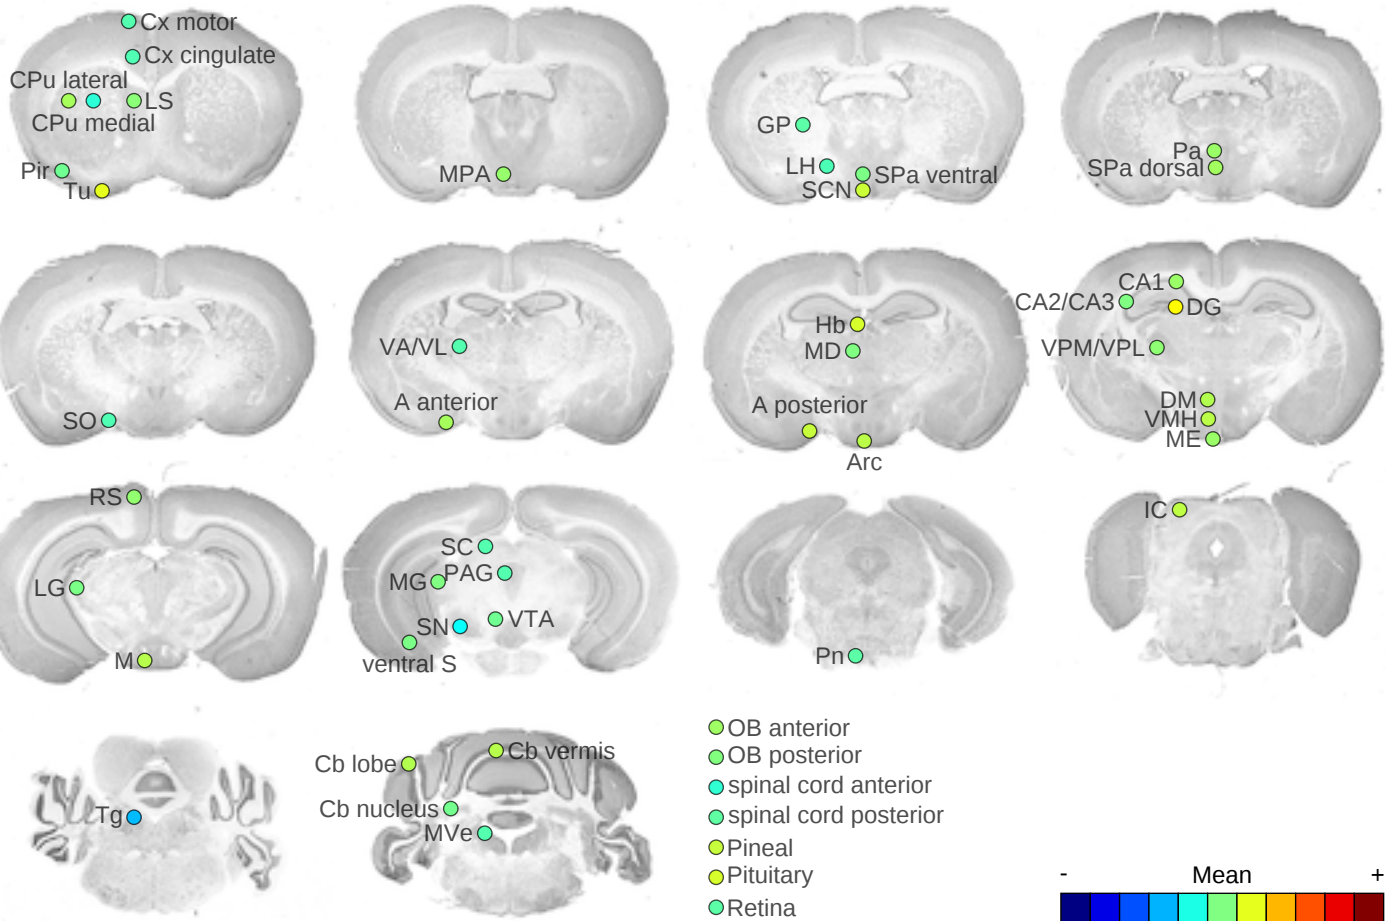 Cx motor
Cx cingulate
CPu lateral
LS
CPu medial
Pir
Tu
MPA
GP
LH
SPa ventral
SCN
Pa
SPa dorsal
SO
VA/VL
A anterior
Hb
MD
A posterior
Arc
CA1
CA2/CA3
DG
VPM/VPL
DM
VMH
ME
RS
LG
M
SC
PAG
MG
VTA
SN
ventral S
Pn
IC
Tg
Cb vermis
Cb lobe
Cb nucleus
MVe
OB anterior
OB posterior
spinal cord anterior
spinal cord posterior
Pineal
Pituitary
Retina
- Mean +